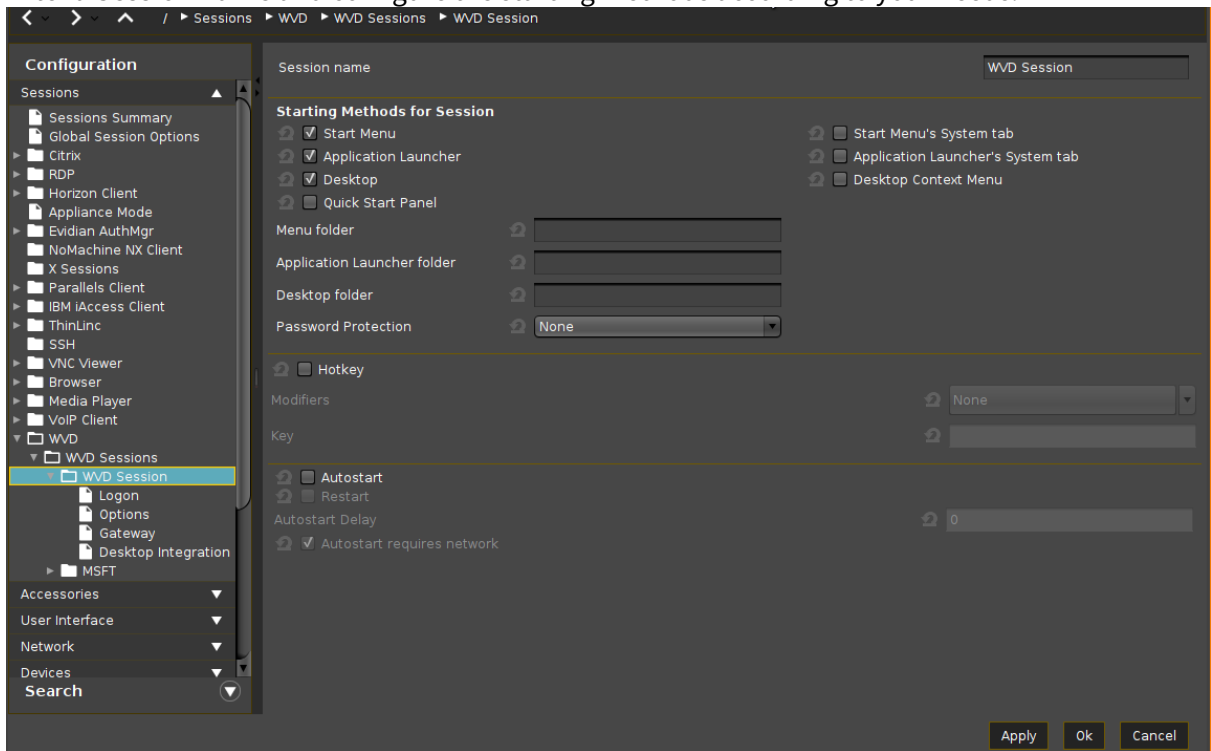 / ▸ Sessions ▸ WVD ▸ WVD Sessions ▸ WVD Session
Configuration
Sessions
Sessions Summary
Global Session Options
Citrix
RDP
Horizon Client
Appliance Mode
Evidian AuthMgr
NoMachine NX Client
X Sessions
Parallels Client
IBM iAccess Client
ThinLinc
SSH
VNC Viewer
Browser
Media Player
VoIP Client
WVD
WVD Sessions
WVD Session
Logon
Options
Gateway
Desktop Integration
MSFT
Accessories
User Interface
Network
Devices
Search
Session name WVD Session
Starting Methods for Session
Start Menu Start Menu's System tab
Application Launcher Application Launcher's System tab
Desktop Desktop Context Menu
Quick Start Panel
Menu folder
Application Launcher folder
Desktop folder
Password Protection None
Hotkey
Modifiers None
Key
Autostart
Restart
Autostart Delay 0
Autostart requires network
Apply Ok Cancel